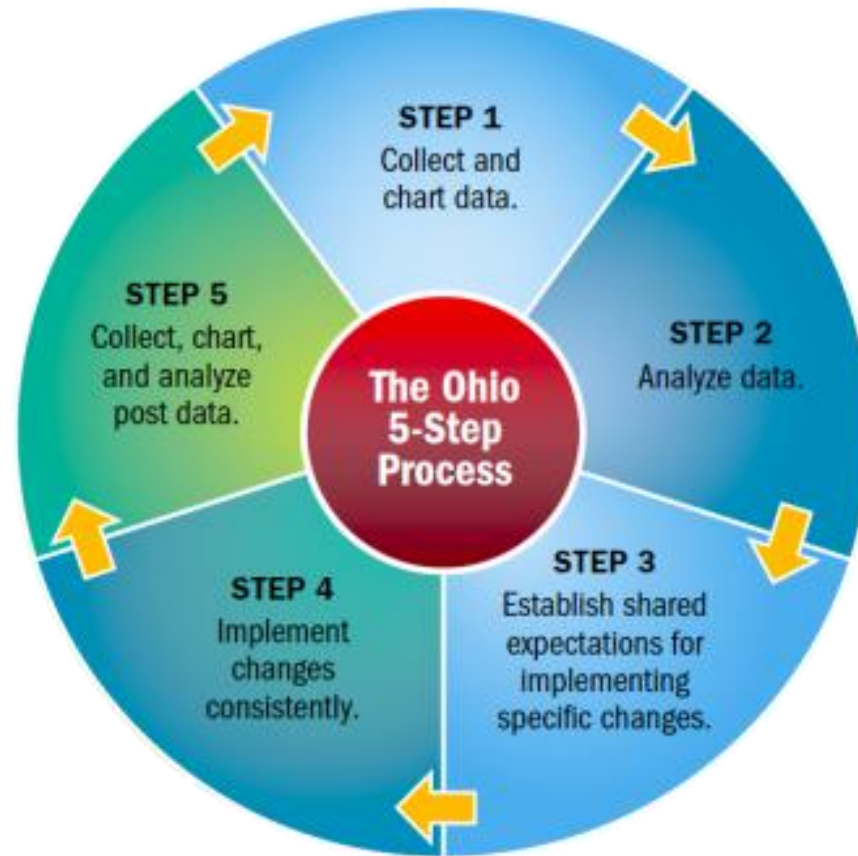 STEP 1
Collect and
chart data.
STEP 2
Analyze data.
STEP 3
Establish shared
expectations for
implementing
specific changes.
STEP 4
Implement
changes
consistently.
STEP 5
Collect, chart,
and analyze
post data.
The Ohio
5-Step
Process